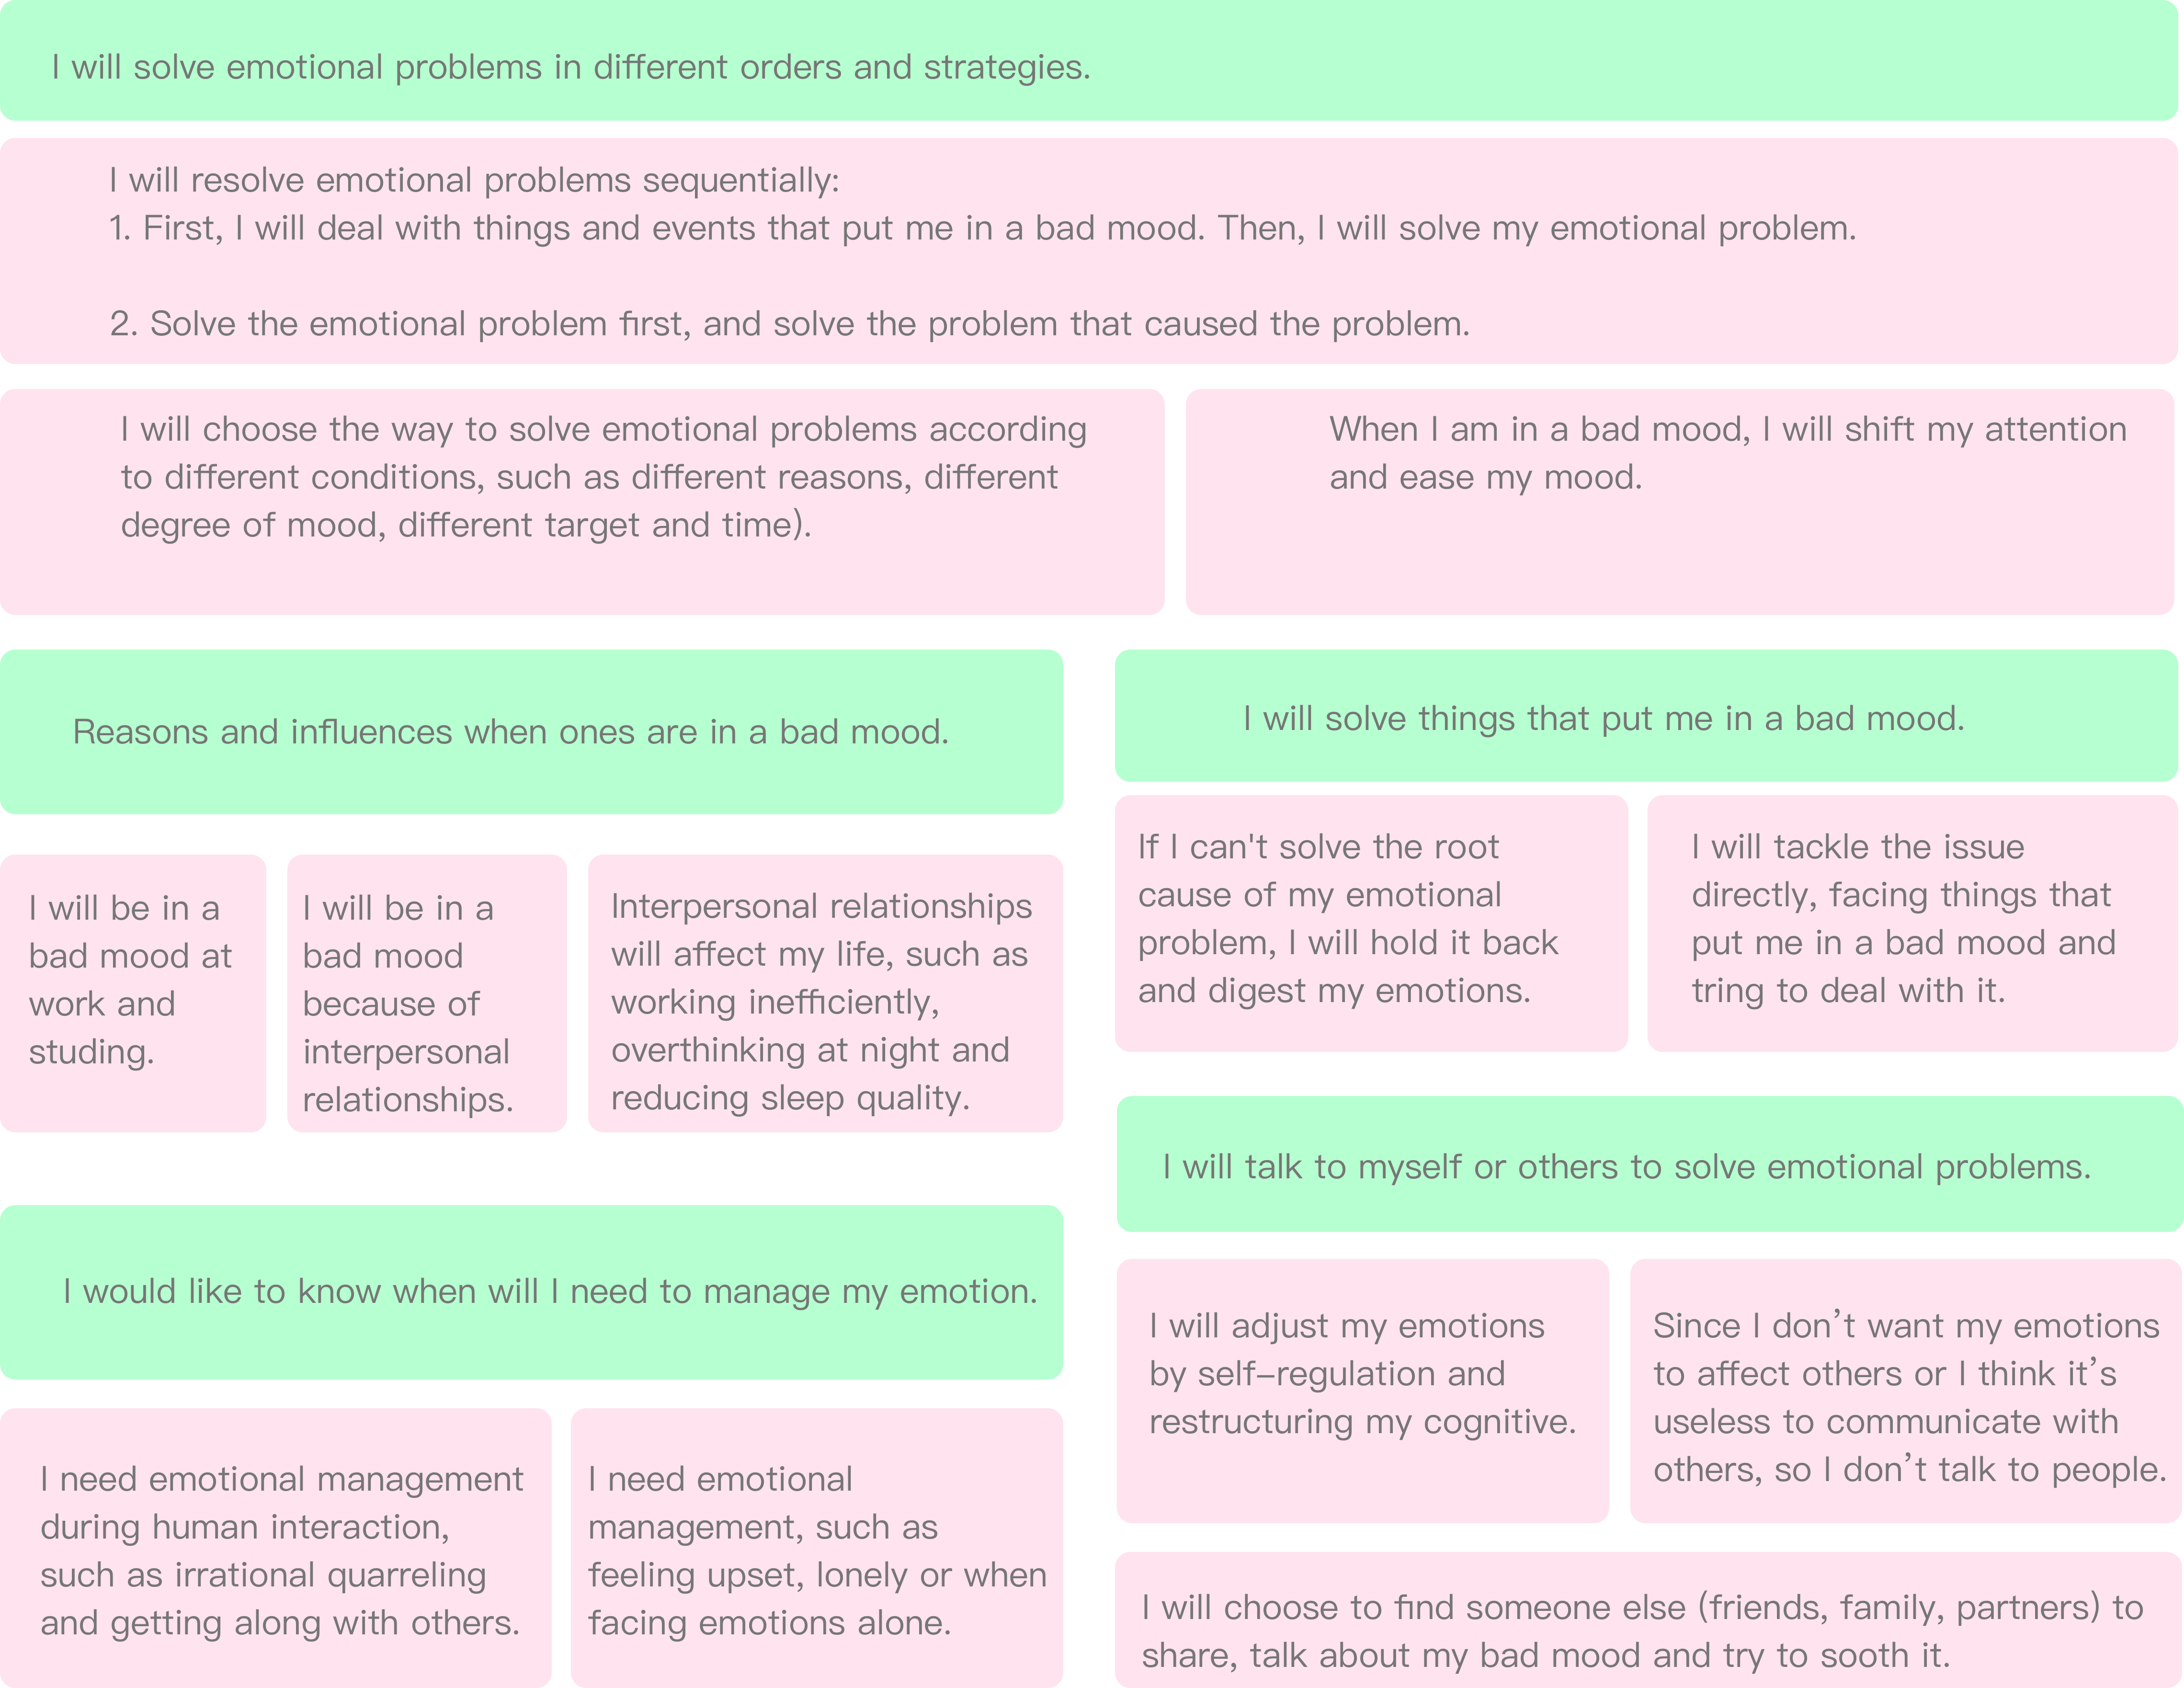 I will solve emotional problems in different orders and strategies.
I will resolve emotional problems sequentially:
1. First, I will deal with things and events that put me in a bad mood. Then, I will solve my emotional problem.
2. Solve the emotional problem first, and solve the problem that caused the problem.
I will choose the way to solve emotional problems according
to different conditions, such as different reasons, different
degree of mood, different target and time).
When I am in a bad mood, I will shift my attention
and ease my mood.
Reasons and influences when ones are in a bad mood.
I will be in a
bad mood at
work and
studing.
I will be in a
bad mood
because of
interpersonal
relationships.
Interpersonal relationships
will affect my life, such as
working inefficiently,
overthinking at night and
reducing sleep quality.
I would like to know when will I need to manage my emotion.
I need emotional management
during human interaction,
such as irrational quarreling
and getting along with others.
I need emotional
management, such as
feeling upset, lonely or when
facing emotions alone.
I will solve things that put me in a bad mood.
If I can't solve the root
cause of my emotional
problem, I will hold it back
and digest my emotions.
I will tackle the issue
directly, facing things that
put me in a bad mood and
tring to deal with it.
I will talk to myself or others to solve emotional problems.
I will adjust my emotions
by self–regulation and
restructuring my cognitive.
Since I don’t want my emotions
to affect others or I think it’s
useless to communicate with
others, so I don’t talk to people.
I will choose to find someone else (friends, family, partners) to
share, talk about my bad mood and try to sooth it.